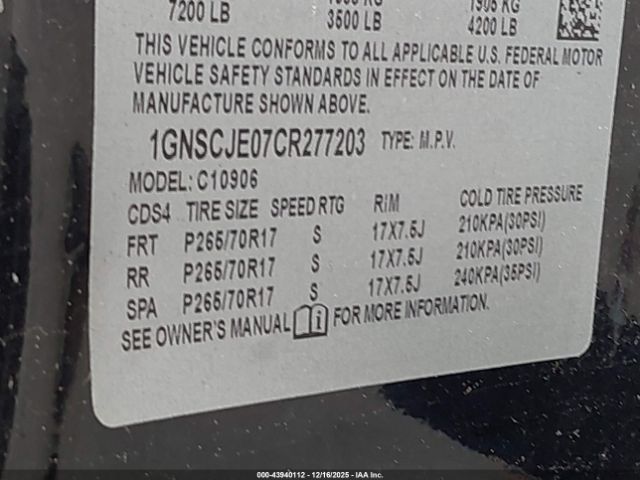 7200 LB 3500 LB 4200 LB
THIS VEHICLE CONFORMS TO ALL APPLICABLE U.S. FEDERAL MOTOR
VEHICLE SAFETY STANDARDS IN EFFECT ON THE DATE OF
MANUFACTURE SHOWN ABOVE.
1GNSCJE07CR277203 TYPE: M.P.V.
MODEL: C10906
CDS4 TIRE SIZE SPEED RTG RIM COLD TIRE PRESSURE
FRT P265/70R17 S 17X7.5J 210KPA(30PSI)
RR P265/70R17 S 17X7.5J 210KPA(30PSI)
SPA P265/70R17 S 17X7.5J 240KPA(35PSI)
SEE OWNER'S MANUAL FOR MORE INFORMATION.
000-43940112 - 12/16/2025 - IAA Inc.